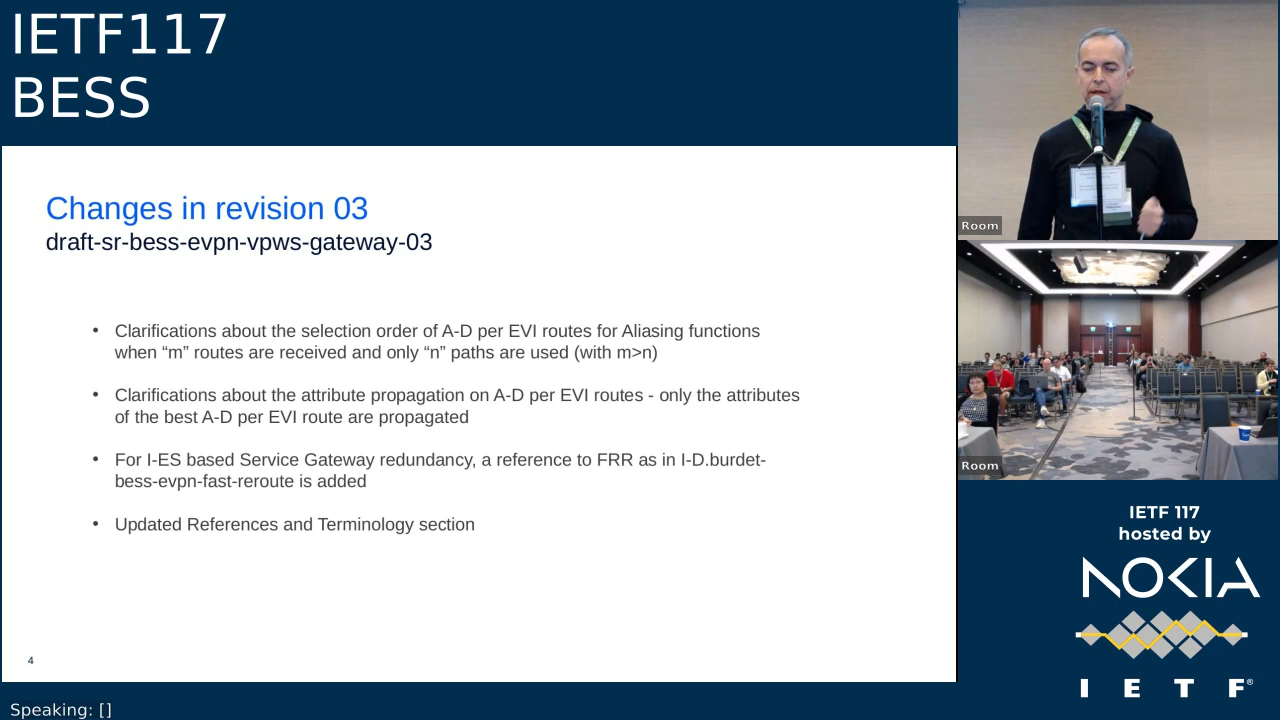 IETF117
BESS
Changes in revision 03
draft-sr-bess-evpn-vpws-gateway-03
• Clarifications about the selection order of A-D per EVI routes for Aliasing functions
when “m” routes are received and only “n” paths are used (with m>n)
• Clarifications about the attribute propagation on A-D per EVI routes - only the attributes
of the best A-D per EVI route are propagated
• For I-ES based Service Gateway redundancy, a reference to FRR as in I-D.burdet-
bess-evpn-fast-reroute is added
• Updated References and Terminology section
4
Speaking: []
Room
Room
IETF 117
hosted by
NOKIA
I E T F®